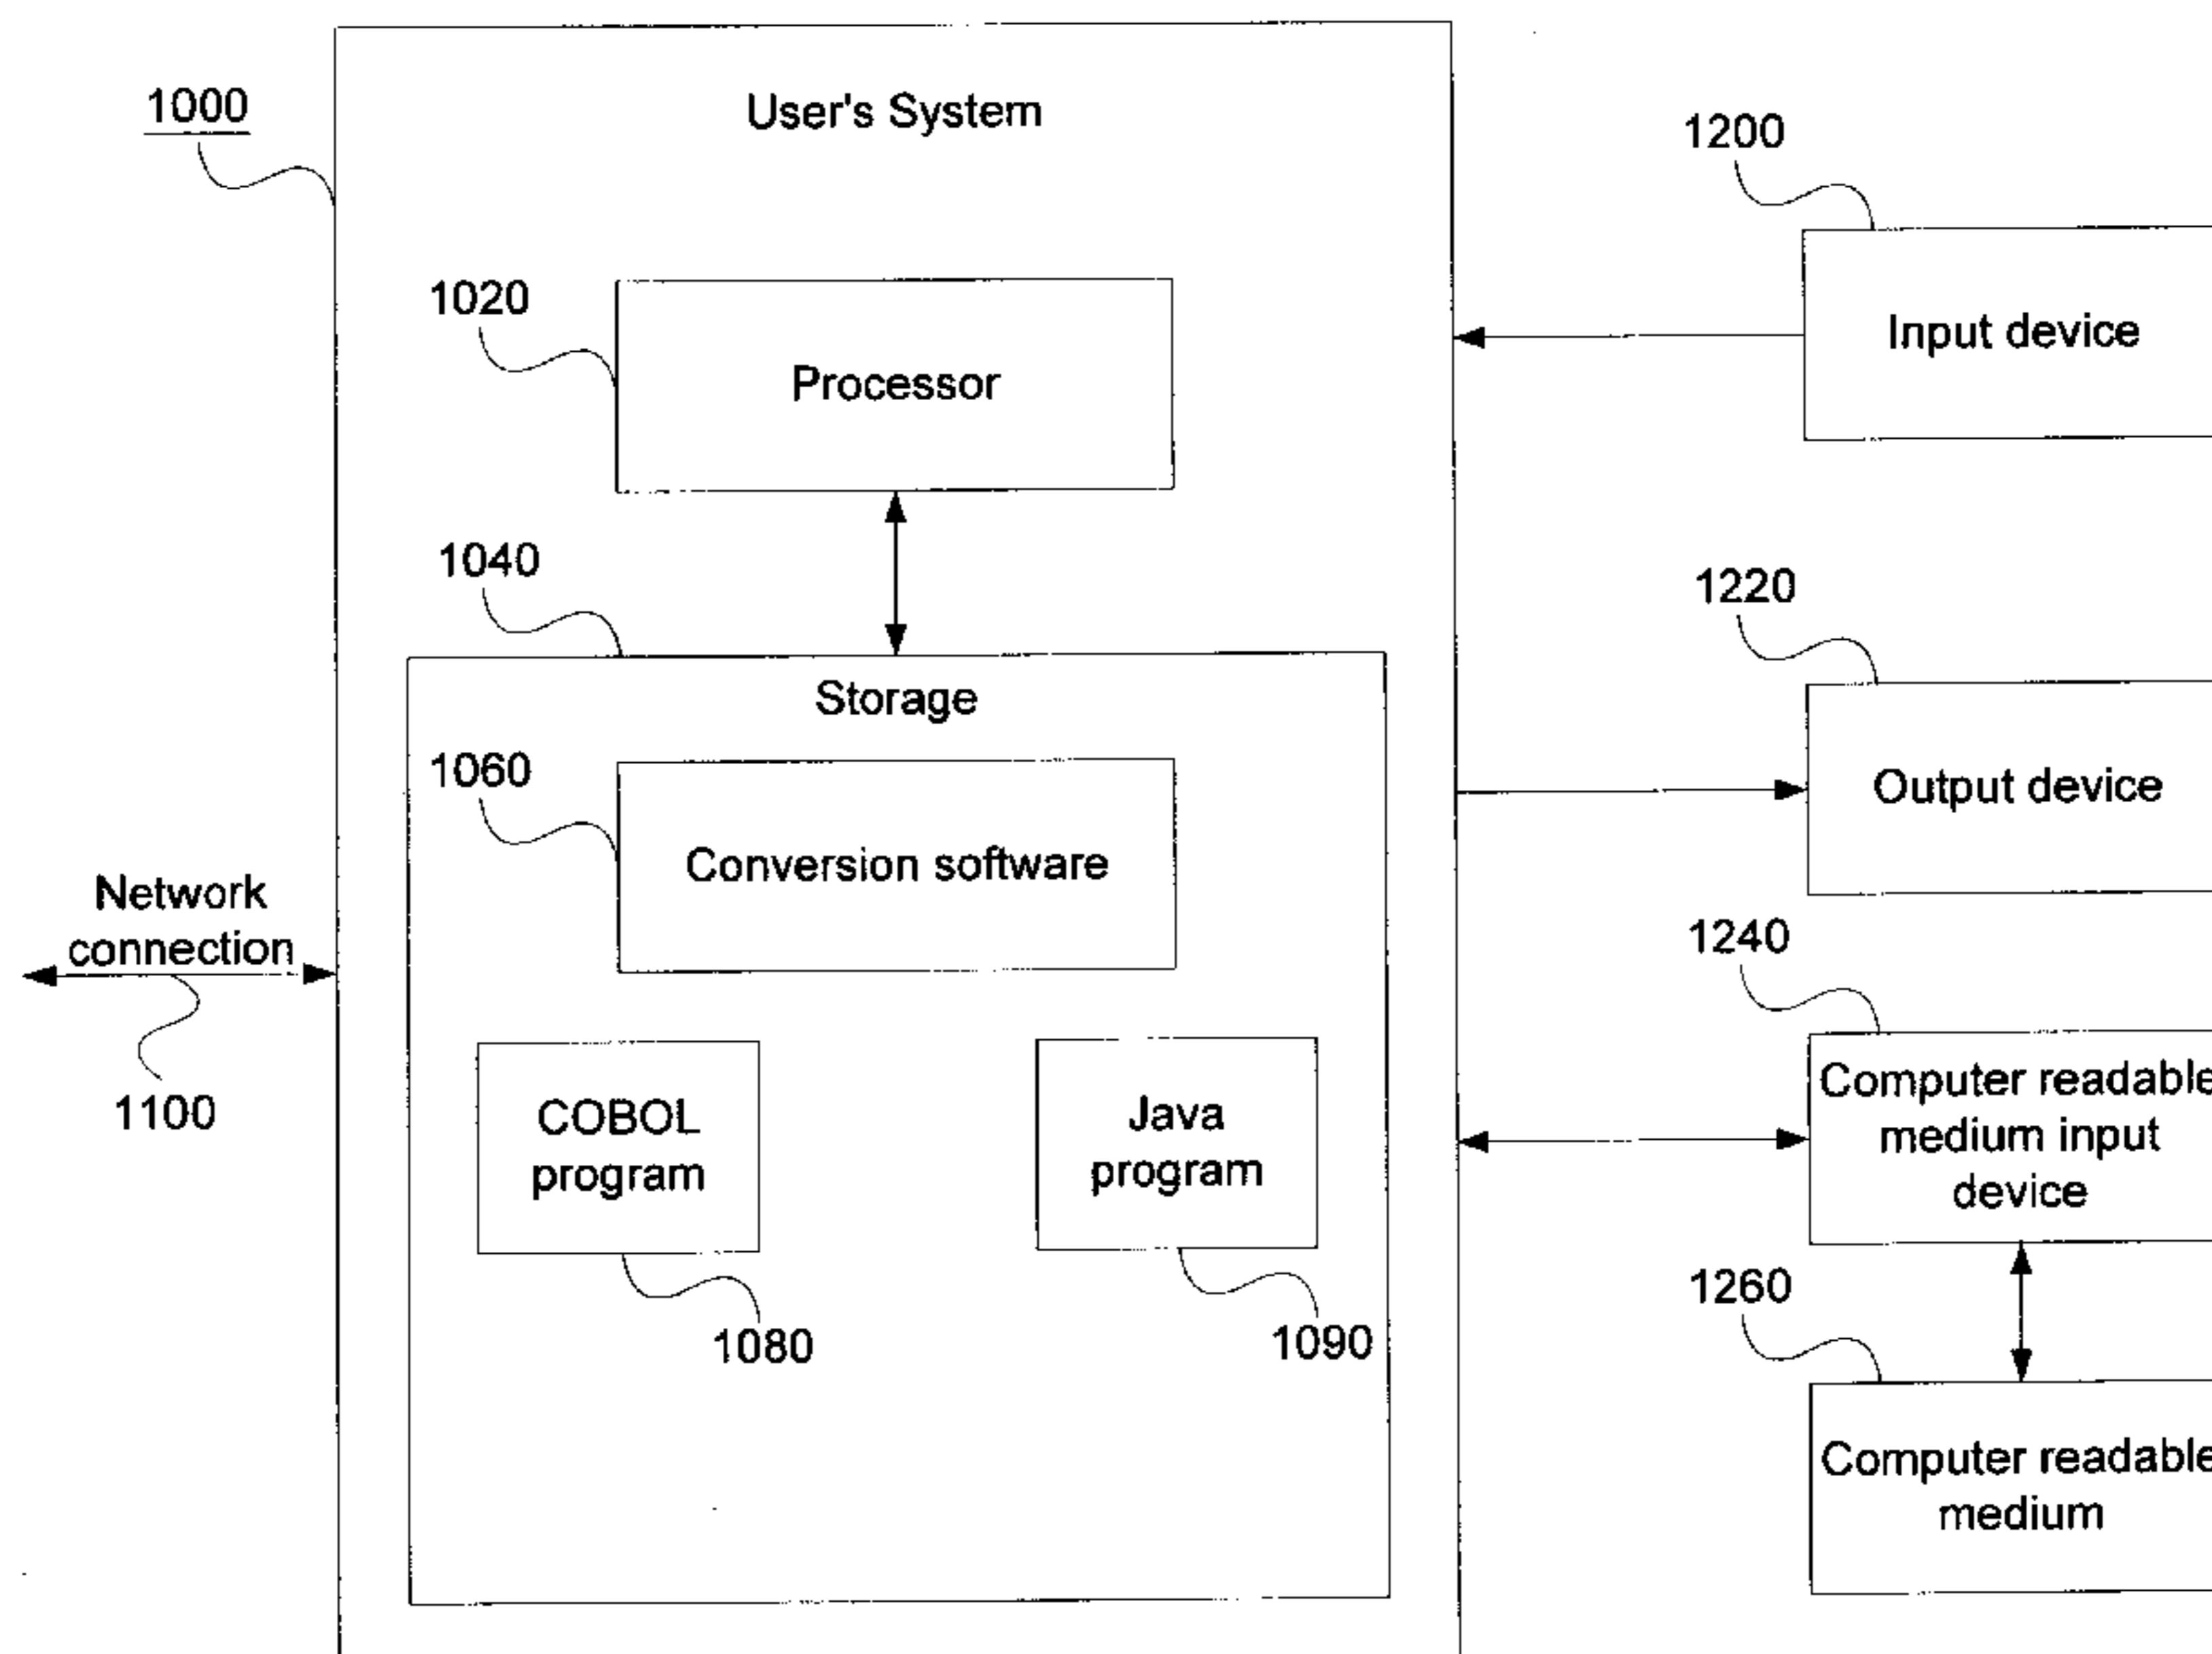 1000
User's System
1200
Input device
1020
Processor
1040
1220
Storage
Output device
1060
Conversion software
Network
connection
1100
1240
Computer readable
medium input
device
COBOL
program
Java
program
1080
1090
1260
Computer readable
medium